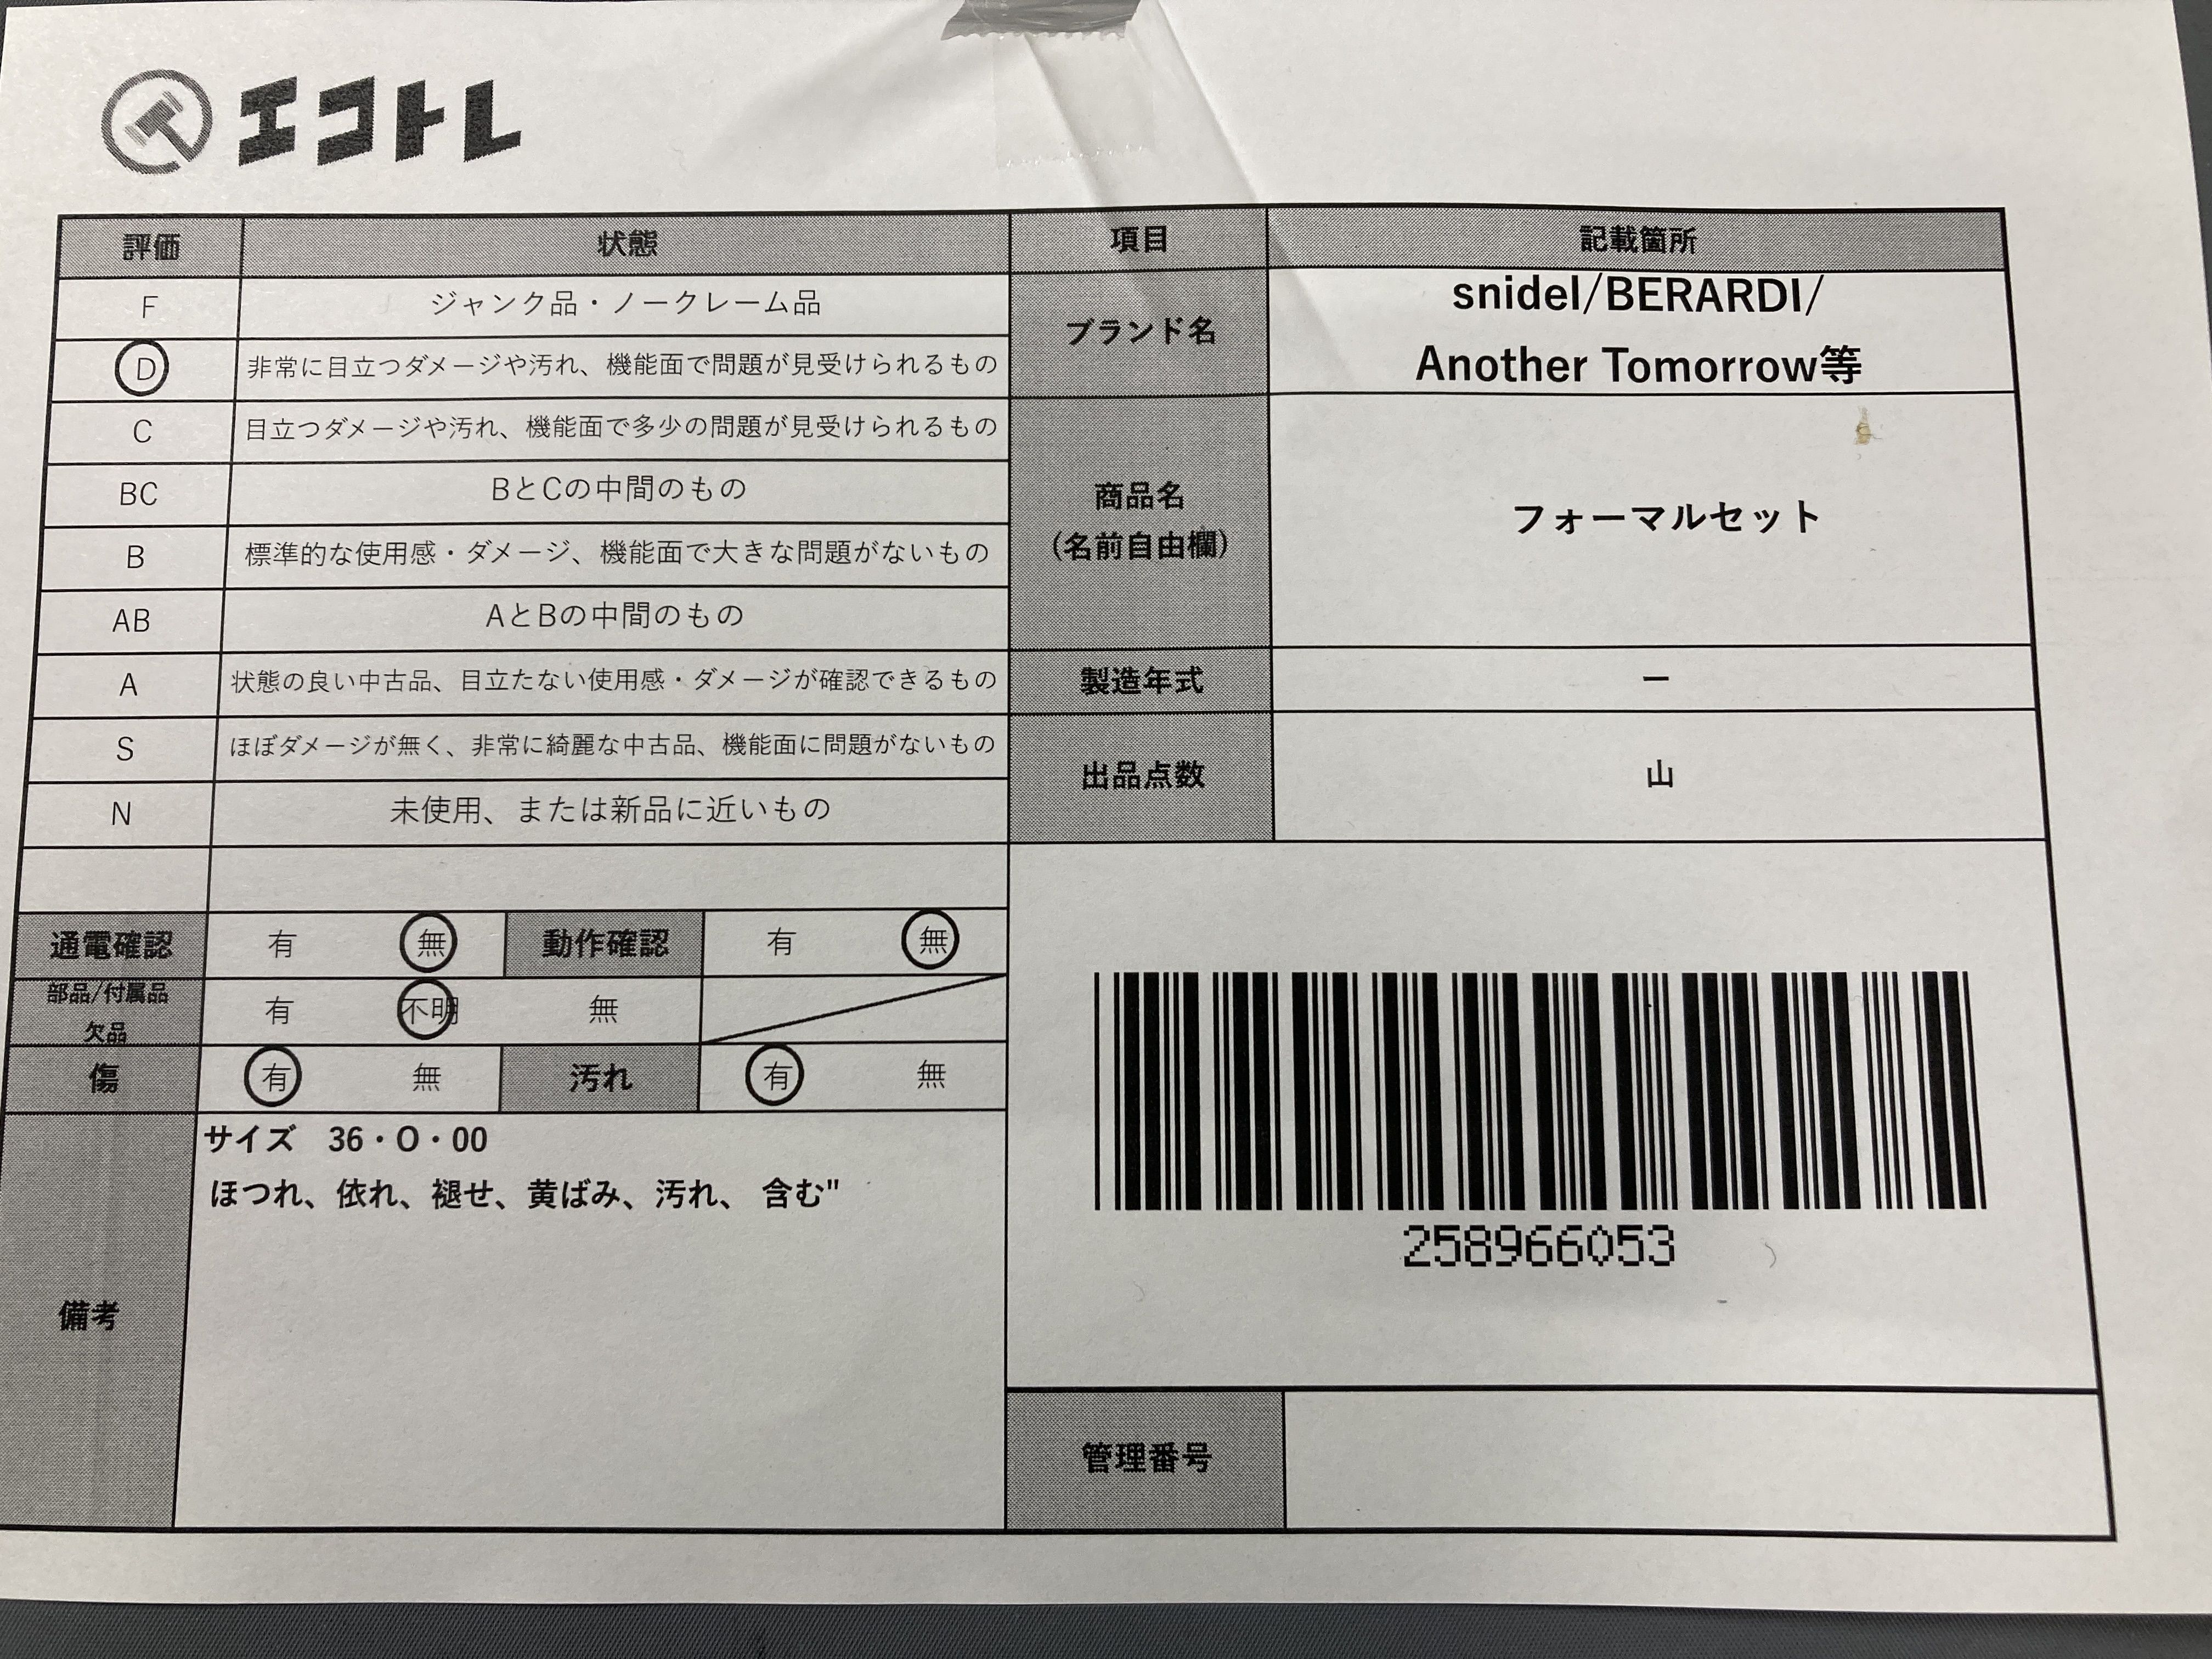 エコトレ
評価 状態
F ジャンク品・ノークレーム品
D 非常に目立つダメージや汚れ、機能面で問題が見受けられるもの
C 目立つダメージや汚れ、機能面で多少の問題が見受けられるもの
BC BとCの中間のもの
B 標準的な使用感・ダメージ、機能面で大きな問題がないもの
AB AとBの中間のもの
A 状態の良い中古品、目立たない使用感・ダメージが確認できるもの
S ほぼダメージが無く、非常に綺麗な中古品、機能面に問題がないもの
N 未使用、または新品に近いもの
通電確認 有 無 動作確認 有 無
部品/付属品
欠品 有 不明 無
傷 有 無 汚れ 有 無
備考
サイズ 36・O・00
ほつれ、依れ、褪せ、黄ばみ、汚れ、 含む"
項目 記載箇所
ブランド名
snidel/BERARDI/
Another Tomorrow等
商品名
(名前自由欄)
フォーマルセット
製造年式 ー
出品点数 山
258966053
管理番号